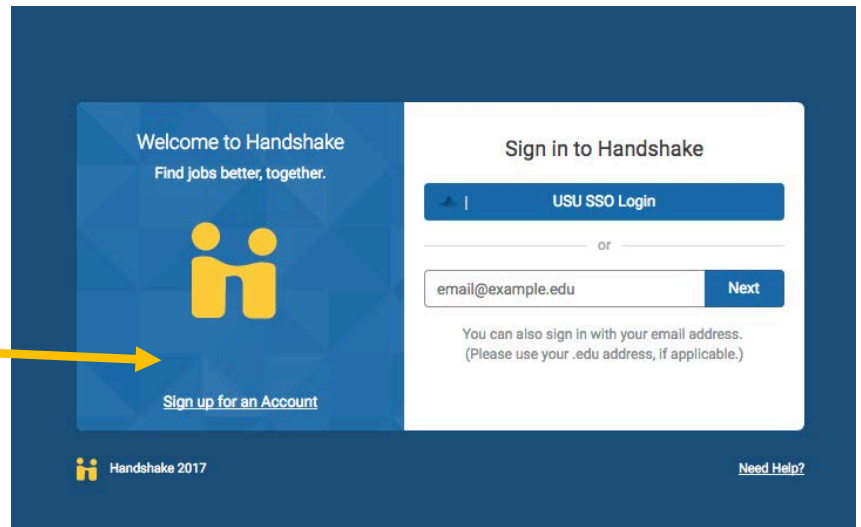 Welcome to Handshake
Find jobs better, together.
Sign up for an Account
Sign in to Handshake
| USU SSO Login
or
email@example.edu
Next
You can also sign in with your email address.
(Please use your .edu address, if applicable.)
Handshake 2017
Need Help?